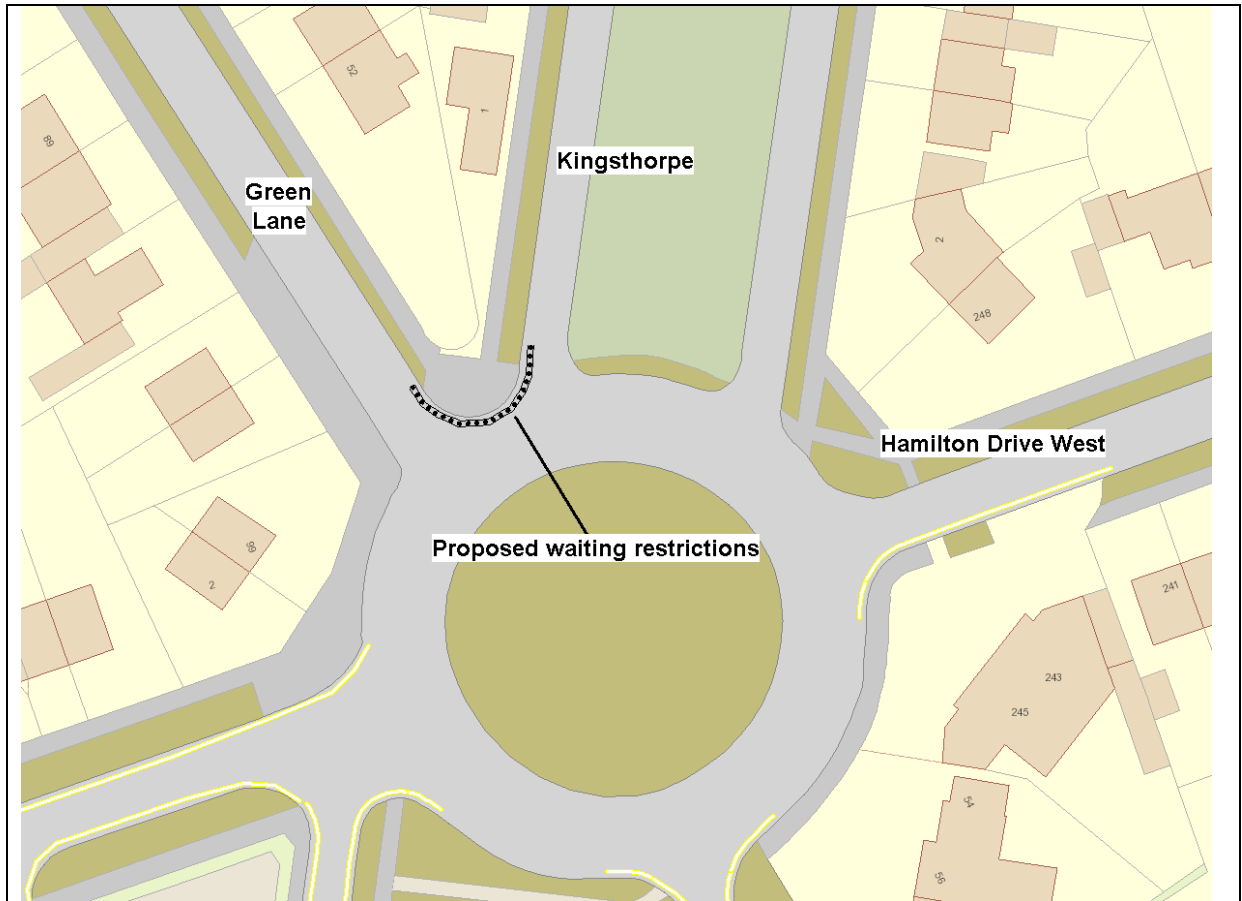 52
1
89
Kingsthorpe
Green
Lane
2
248
Hamilton Drive West
Proposed waiting restrictions
99
2
241
243
245
54
56